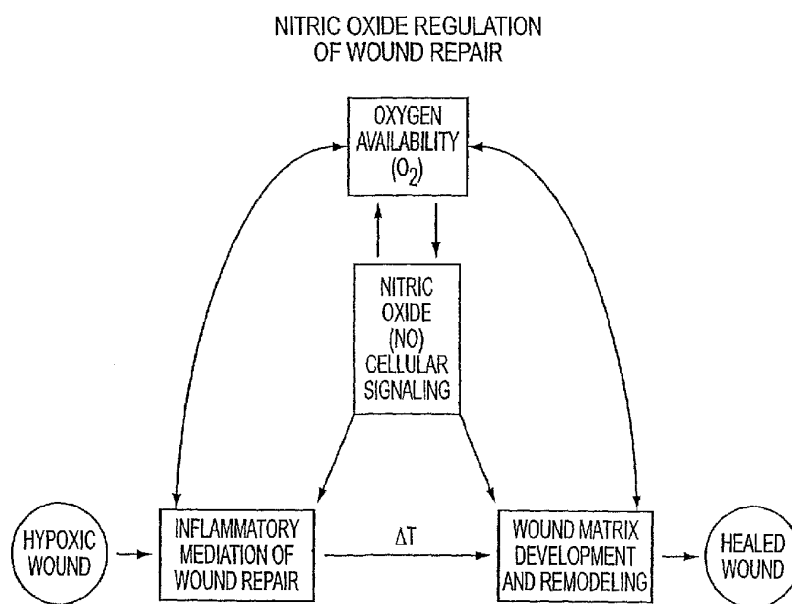 NITRIC OXIDE REGULATION
OF WOUND REPAIR
OXYGEN
AVAILABILITY
(O₂)
NITRIC
OXIDE
(NO)
CELLULAR
SIGNALING
HYPOXIC
WOUND
INFLAMMATORY
MEDIATION OF
WOUND REPAIR
ΔT
WOUND MATRIX
DEVELOPMENT
AND REMODELING
HEALED
WOUND